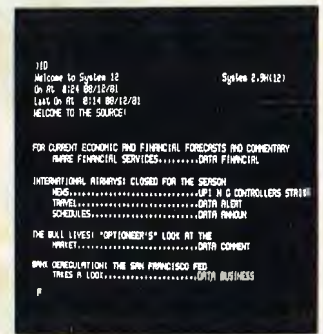 )ID
Welcome to System 12 System 2.9H(12)
On At 8:24 08/12/81
Last On At 8:14 08/12/81
WELCOME TO THE SOURCE!
FOR CURRENT ECONOMIC AND FINANCIAL FORECASTS AND COMMENTARY
AWARE FINANCIAL SERVICES.........DATA FINANCIAL
INTERNATIONAL AIRWAYS: CLOSED FOR THE SEASON
NEWS.............................UPI N G CONTROLLERS STRIKE
TRAVEL...........................DATA ALERT
SCHEDULES........................DATA ANNOUN
THE BULL LIVES! "OPTIONEER'S" LOOK AT THE
MARKET...........................DATA COMMENT
BANK DEREGULATION: THE SAN FRANCISCO FED
TAKES A LOOK.....................DATA BUSINESS